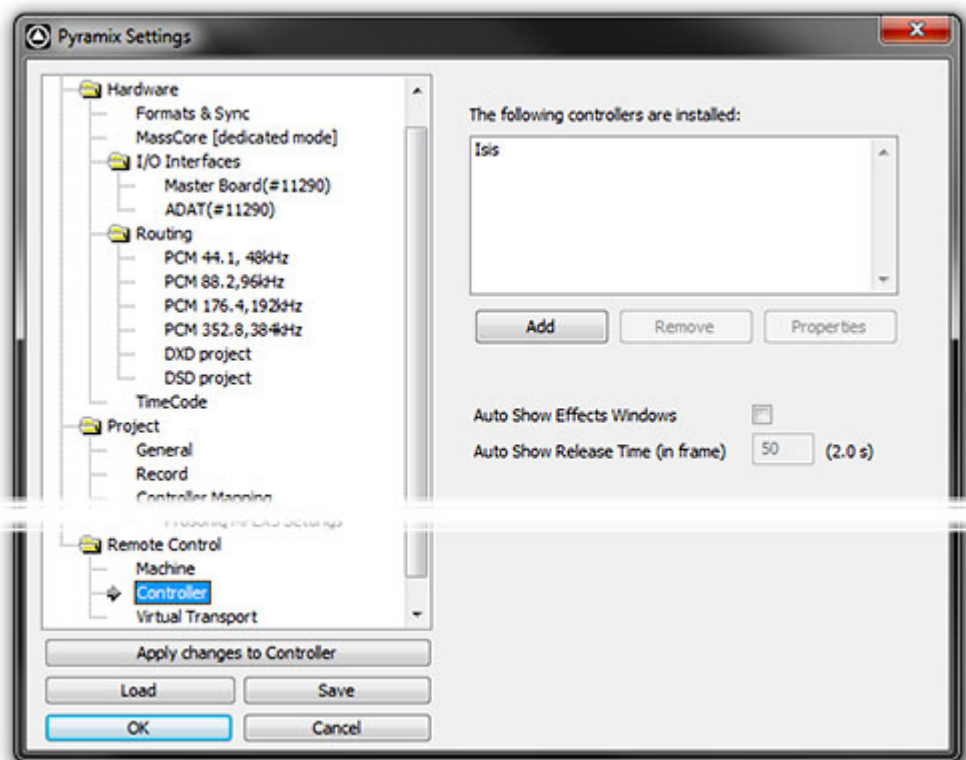 Pyramix Settings
Hardware
Formats & Sync
MassCore [dedicated mode]
I/O Interfaces
Master Board(#11290)
ADAT(#11290)
Routing
PCM 44.1, 48kHz
PCM 88.2,96kHz
PCM 176.4,192kHz
PCM 352.8,384kHz
DXD project
DSD project
TimeCode
Project
General
Record
Controller Mapping
Settings
Remote Control
Machine
Controller
Virtual Transport
Apply changes to Controller
Load
Save
OK
Cancel
The following controllers are installed:
Isis
Add
Remove
Properties
Auto Show Effects Windows
Auto Show Release Time (in frame)
50
(2.0 s)